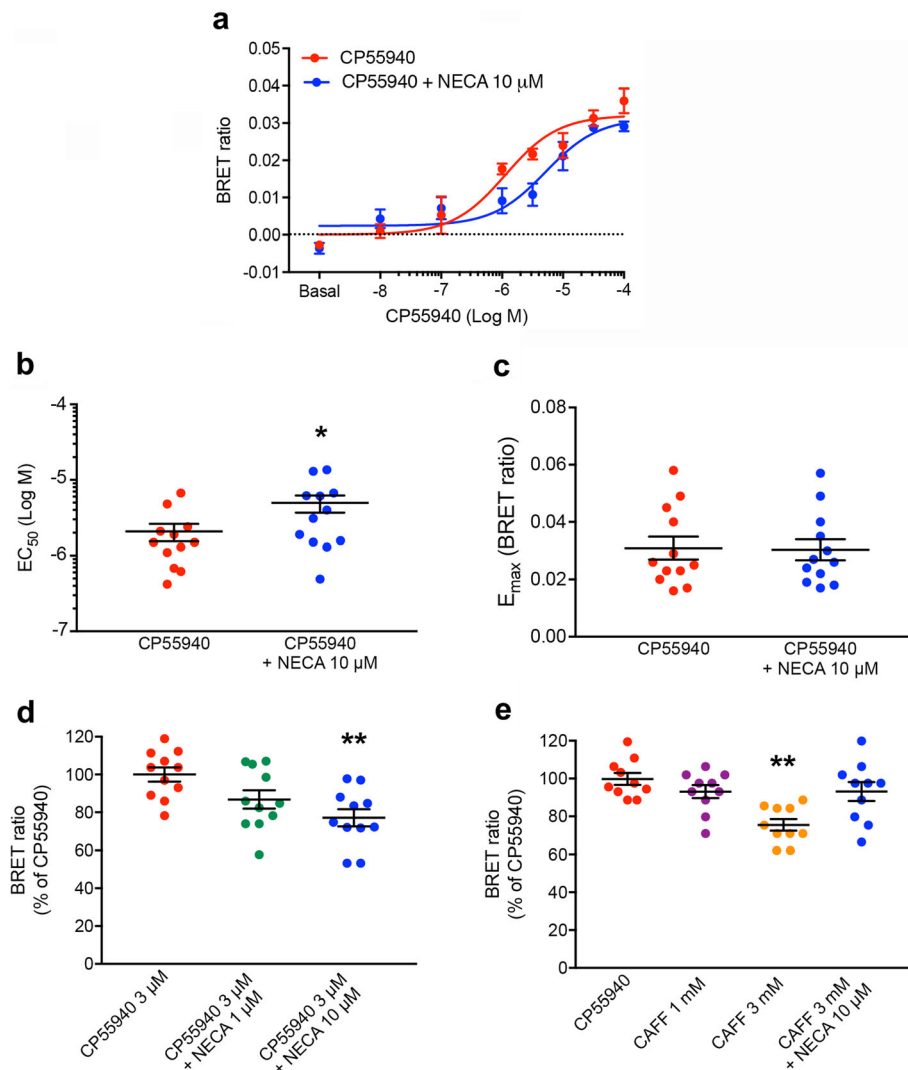 a
0.05
0.04
0.03
0.02
0.01
0.00
-0.01
BRET ratio
CP55940
CP55940 + NECA 10 μM
Basal -8 -7 -6 -5 -4
CP55940 (Log M)
b
-4
-5
-6
-7
EC50 (Log M)
*
CP55940
CP55940
+ NECA 10 μM
c
0.08
0.06
0.04
0.02
0.00
Emax (BRET ratio)
CP55940
CP55940
+ NECA 10 μM
d
120
100
80
60
40
20
0
BRET ratio
(% of CP55940)
**
CP55940 3 μM
CP55940 3 μM
+ NECA 1 μM
CP55940 3 μM
+ NECA 10 μM
e
120
100
80
60
40
20
0
BRET ratio
(% of CP55940)
**
CP55940
CAFF 1 mM
CAFF 3 mM
CAFF 3 mM
+ NECA 10 μM